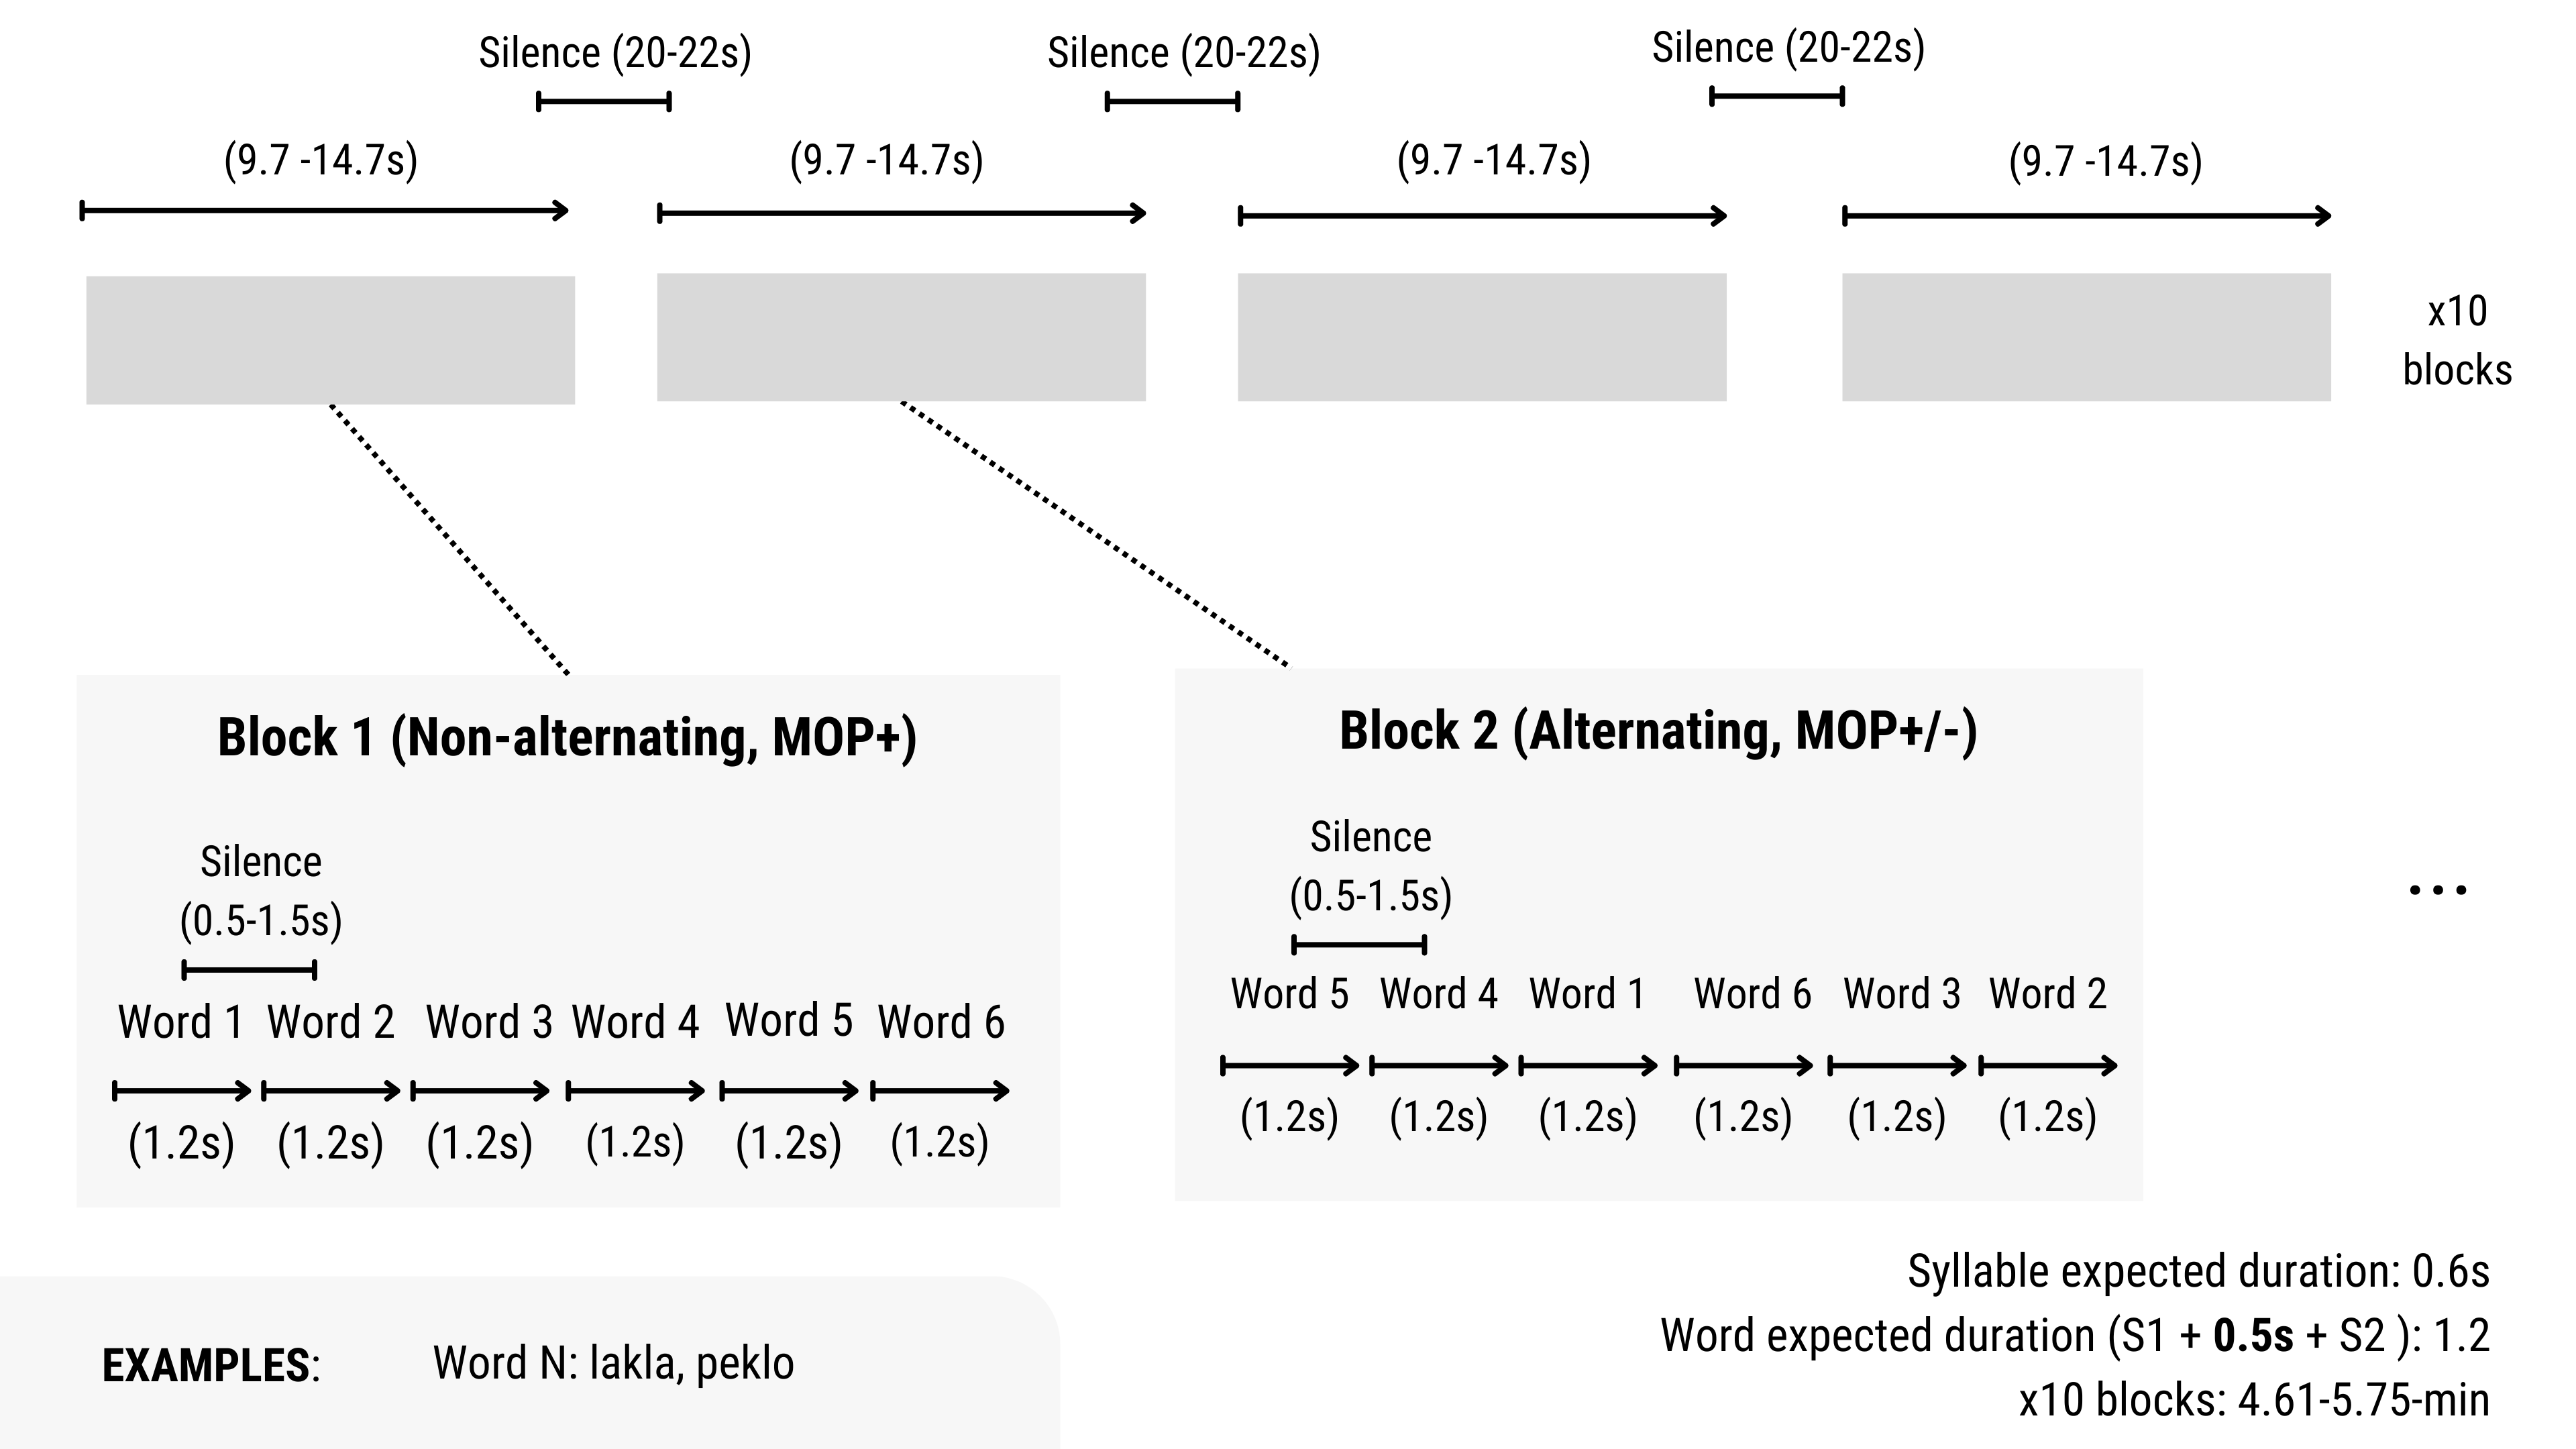 Silence (20-22s)
Silence (20-22s)
Silence (20-22s)
(9.7 -14.7s)
(9.7 -14.7s)
(9.7 -14.7s)
(9.7 -14.7s)
x10
blocks
Block 1 (Non-alternating, MOP+)
Silence
(0.5-1.5s)
Word 1 Word 2 Word 3 Word 4 Word 5 Word 6
(1.2s) (1.2s) (1.2s) (1.2s) (1.2s) (1.2s)
Block 2 (Alternating, MOP+/-)
Silence
(0.5-1.5s)
Word 5 Word 4 Word 1 Word 6 Word 3 Word 2
(1.2s) (1.2s) (1.2s) (1.2s) (1.2s) (1.2s)
...
EXAMPLES: Word N: lakla, peklo
Syllable expected duration: 0.6s
Word expected duration (S1 + 0.5s + S2 ): 1.2
x10 blocks: 4.61-5.75-min